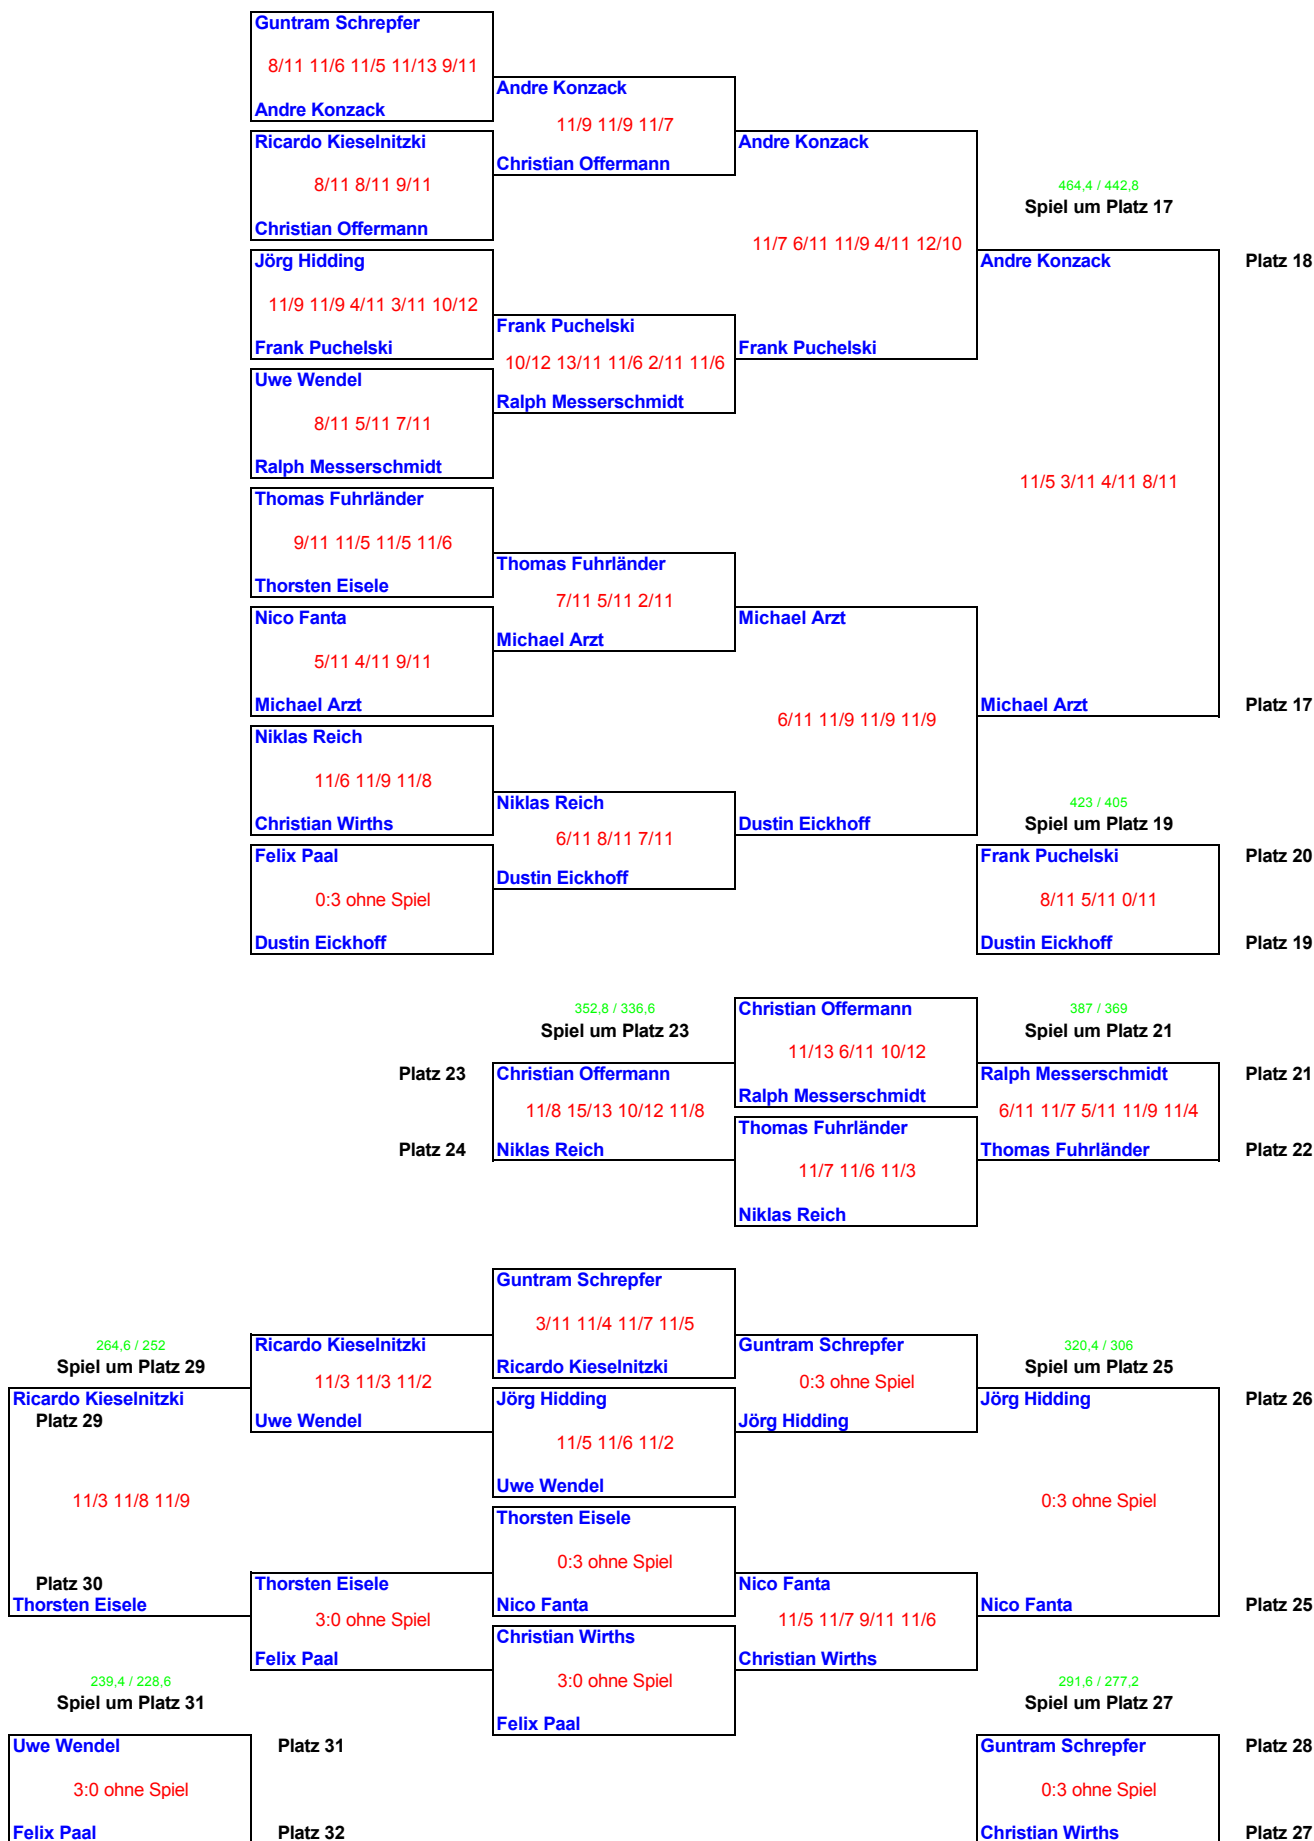 Guntram Schrepfer
8/11 11/6 11/5 11/13 9/11
Andre Konzack
Andre Konzack
11/9 11/9 11/7
Ricardo Kieselnitzki
Andre Konzack
Christian Offermann
8/11 8/11 9/11
464,4 / 442,8
Spiel um Platz 17
Christian Offermann
11/7 6/11 11/9 4/11 12/10
Jörg Hidding
Andre Konzack
Platz 18
11/9 11/9 4/11 3/11 10/12
Frank Puchelski
Frank Puchelski
Frank Puchelski
10/12 13/11 11/6 2/11 11/6
Uwe Wendel
Ralph Messerschmidt
8/11 5/11 7/11
Ralph Messerschmidt
11/5 3/11 4/11 8/11
Thomas Fuhrländer
9/11 11/5 11/5 11/6
Thomas Fuhrländer
Thorsten Eisele
7/11 5/11 2/11
Nico Fanta
Michael Arzt
Michael Arzt
5/11 4/11 9/11
Michael Arzt
Michael Arzt
Platz 17
6/11 11/9 11/9 11/9
Niklas Reich
11/6 11/9 11/8
Niklas Reich
423 / 405
Christian Wirths
Dustin Eickhoff
Spiel um Platz 19
6/11 8/11 7/11
Felix Paal
Frank Puchelski
Platz 20
Dustin Eickhoff
0:3 ohne Spiel
8/11 5/11 0/11
Dustin Eickhoff
Dustin Eickhoff
Platz 19
352,8 / 336,6
Christian Offermann
387 / 369
Spiel um Platz 23
Spiel um Platz 21
11/13 6/11 10/12
Platz 23
Christian Offermann
Ralph Messerschmidt
Platz 21
Ralph Messerschmidt
11/8 15/13 10/12 11/8
6/11 11/7 5/11 11/9 11/4
Thomas Fuhrländer
Platz 24
Niklas Reich
Thomas Fuhrländer
Platz 22
11/7 11/6 11/3
Niklas Reich
Guntram Schrepfer
3/11 11/4 11/7 11/5
264,6 / 252
Ricardo Kieselnitzki
Guntram Schrepfer
320,4 / 306
Spiel um Platz 29
Ricardo Kieselnitzki
Spiel um Platz 25
11/3 11/3 11/2
0:3 ohne Spiel
Ricardo Kieselnitzki
Jörg Hidding
Jörg Hidding
Platz 26
Platz 29
Uwe Wendel
Jörg Hidding
11/5 11/6 11/2
Uwe Wendel
11/3 11/8 11/9
0:3 ohne Spiel
Thorsten Eisele
0:3 ohne Spiel
Platz 30
Thorsten Eisele
Nico Fanta
Thorsten Eisele
Nico Fanta
Nico Fanta
Platz 25
3:0 ohne Spiel
11/5 11/7 9/11 11/6
Christian Wirths
Felix Paal
Christian Wirths
239,4 / 228,6
3:0 ohne Spiel
291,6 / 277,2
Spiel um Platz 31
Spiel um Platz 27
Felix Paal
Uwe Wendel
Platz 31
Guntram Schrepfer
Platz 28
3:0 ohne Spiel
0:3 ohne Spiel
Felix Paal
Platz 32
Christian Wirths
Platz 27